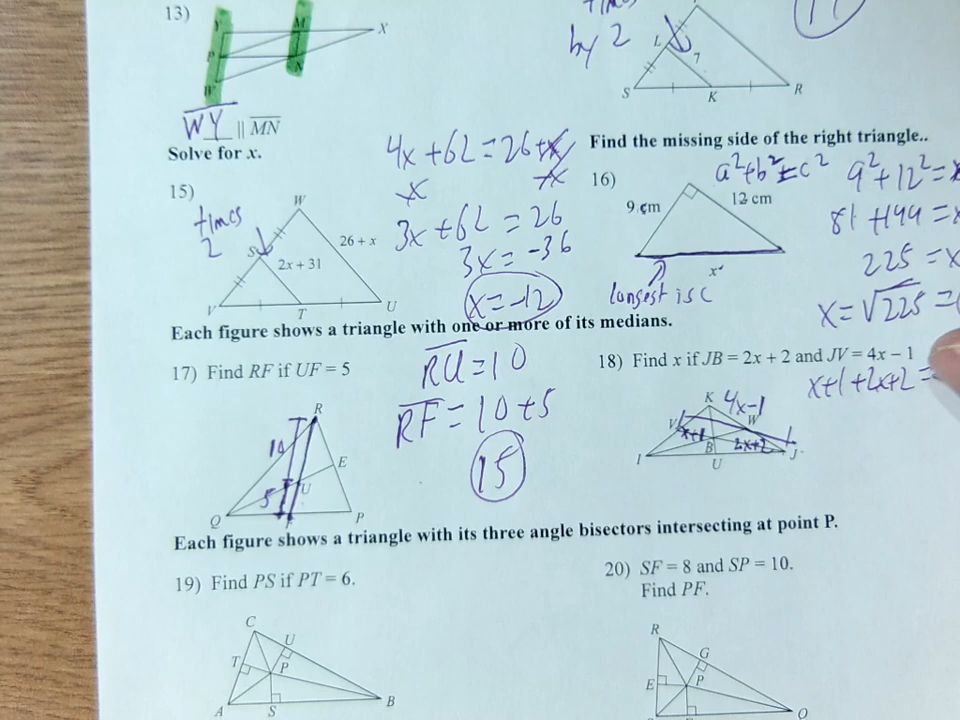 13)
Y
M
X
P
N
W
WY || MN
times
by 2
L
7
S
K
R
Solve for x.
4x + 62 = 26 + x
-x -x
3x + 62 = 26
3x = -36
x = -12
15)
times
2
W
S
26 + x
2x + 31
V
T
U
Find the missing side of the right triangle..
16)
a² + b² = c²
9 cm
12 cm
x
longest is c
9² + 12² = x
81 + 144 = x
225 = x
x = √225 =
Each figure shows a triangle with one or more of its medians.
17) Find RF if UF = 5
RU = 10
RF = 10 + 5
15
R
10
E
U
5
Q
F
P
18) Find x if JB = 2x + 2 and JV = 4x − 1
x+1+2x+2 =
K
4x-1
V
W
x+1
B
2x+2
I
U
J
Each figure shows a triangle with its three angle bisectors intersecting at point P.
19) Find PS if PT = 6.
C
U
T
P
A
S
B
20) SF = 8 and SP = 10.
Find PF.
R
G
E
P